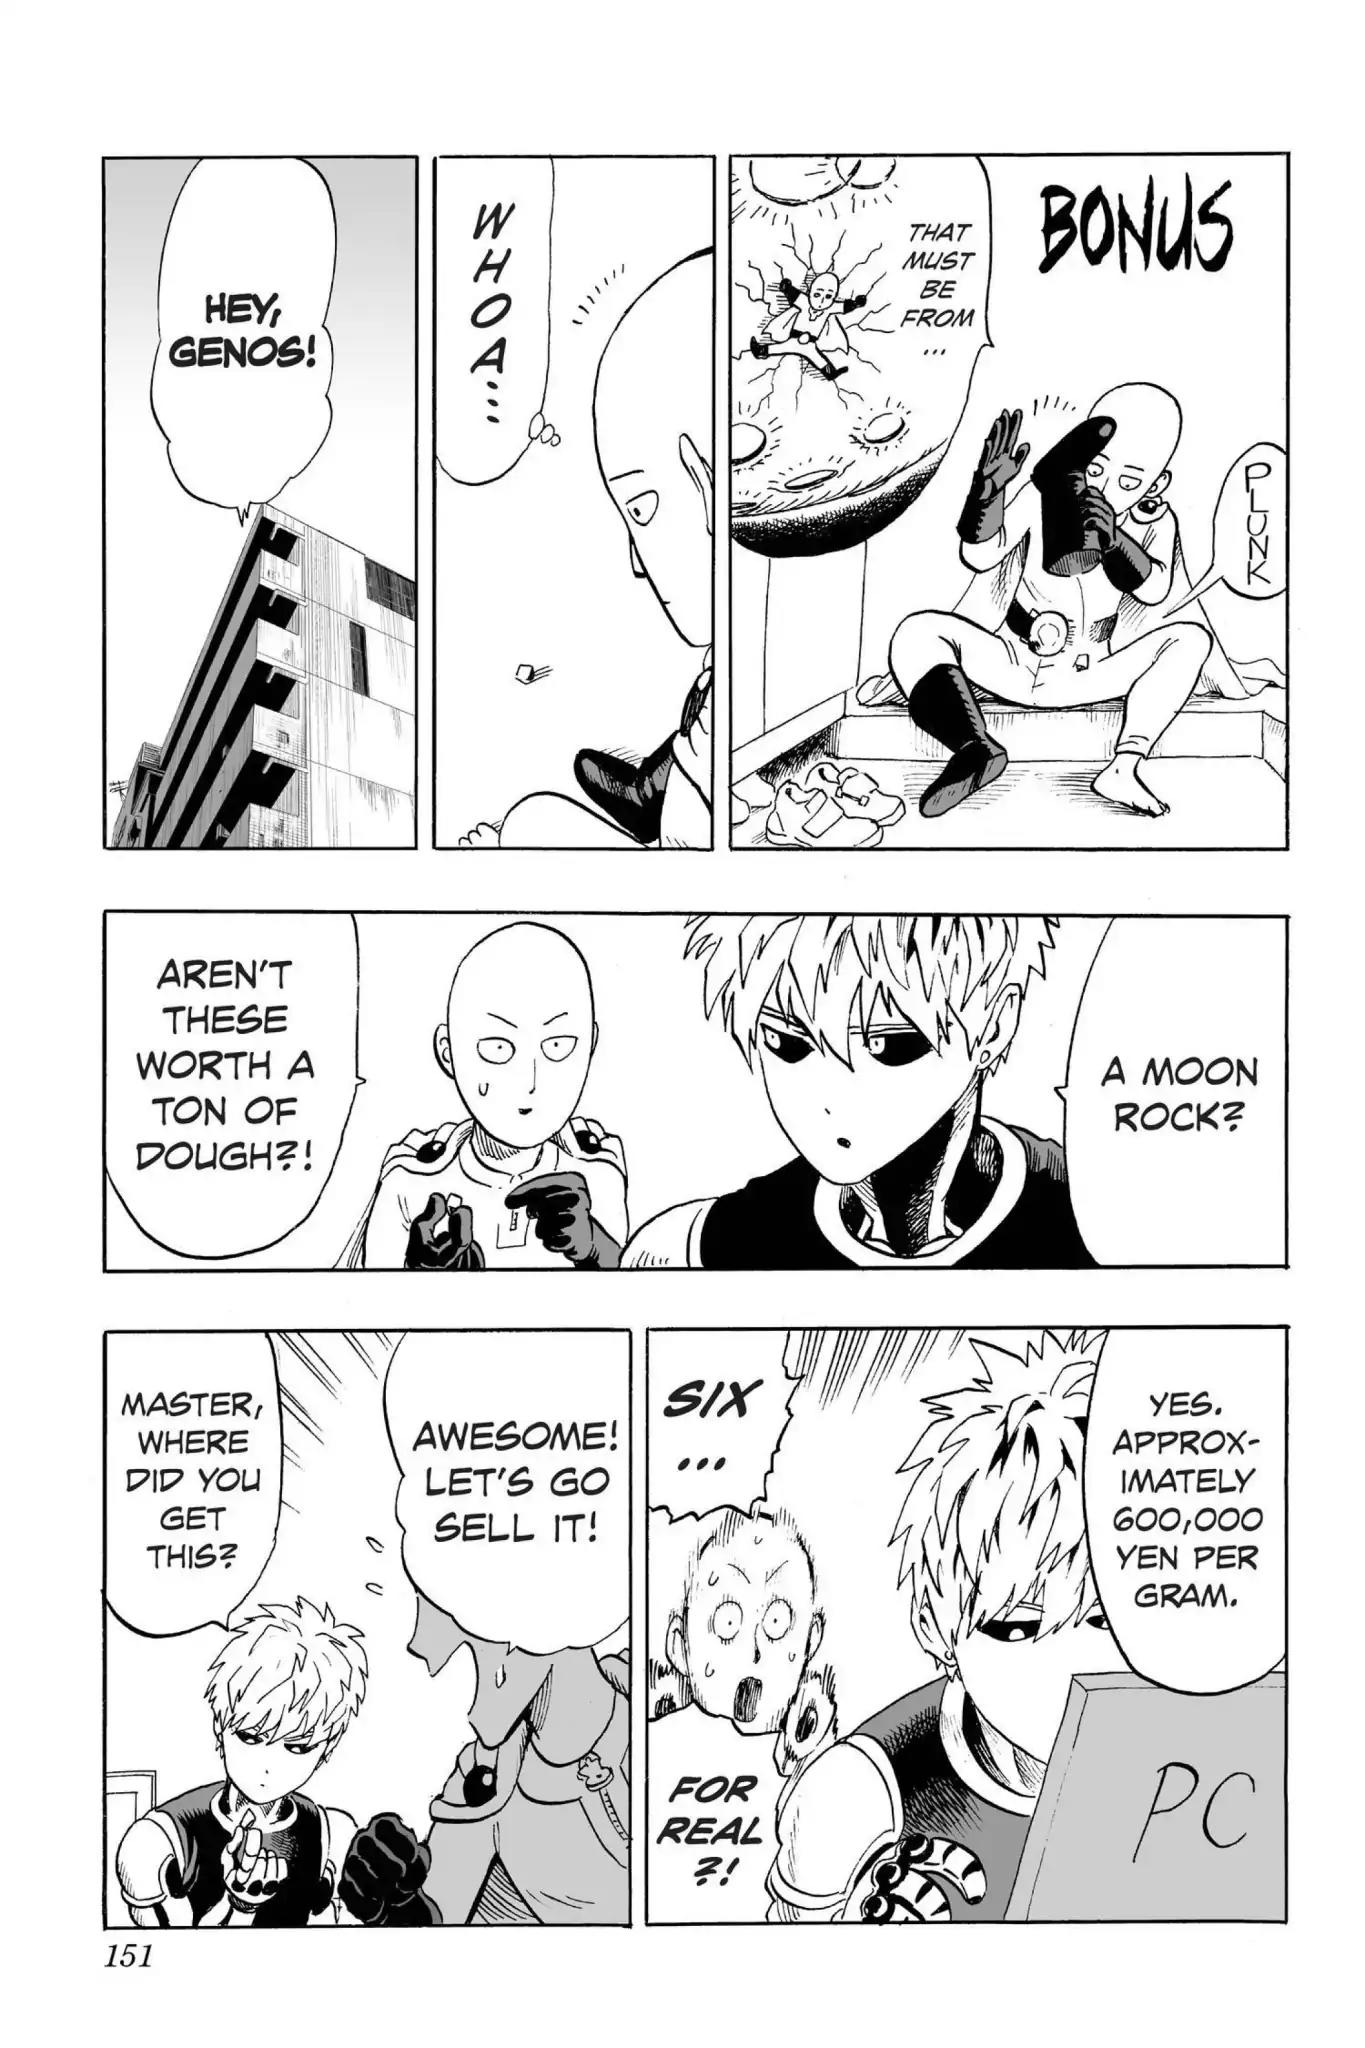 BONUS
PLUNK
THAT
MUST
BE
FROM
...
WHOA...
HEY,
GENOS!
A MOON
ROCK?
AREN'T
THESE
WORTH A
TON OF
DOUGH?!
YES.
APPROX-
IMATELY
600,000
YEN PER
GRAM.
PC
SIX
...
FOR
REAL
?!
AWESOME!
LET'S GO
SELL IT!
MASTER,
WHERE
DID YOU
GET
THIS?
151